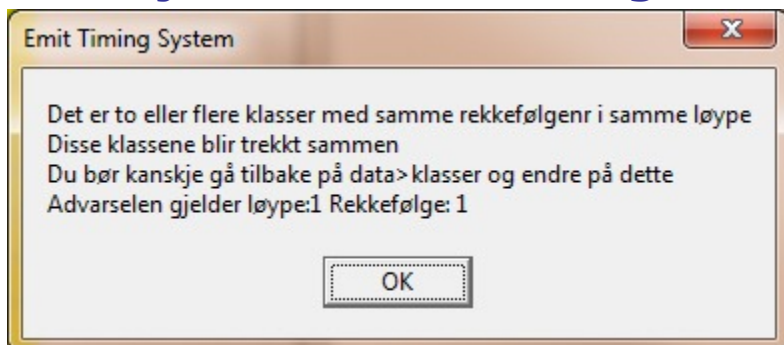 Emit Timing System
Det er to eller flere klasser med samme rekkefølgenr i samme løype
Disse klassene blir trekkt sammen
Du bør kanskje gå tilbake på data>klasser og endre på dette
Advarselen gjelder løype:1 Rekkefølge: 1
OK